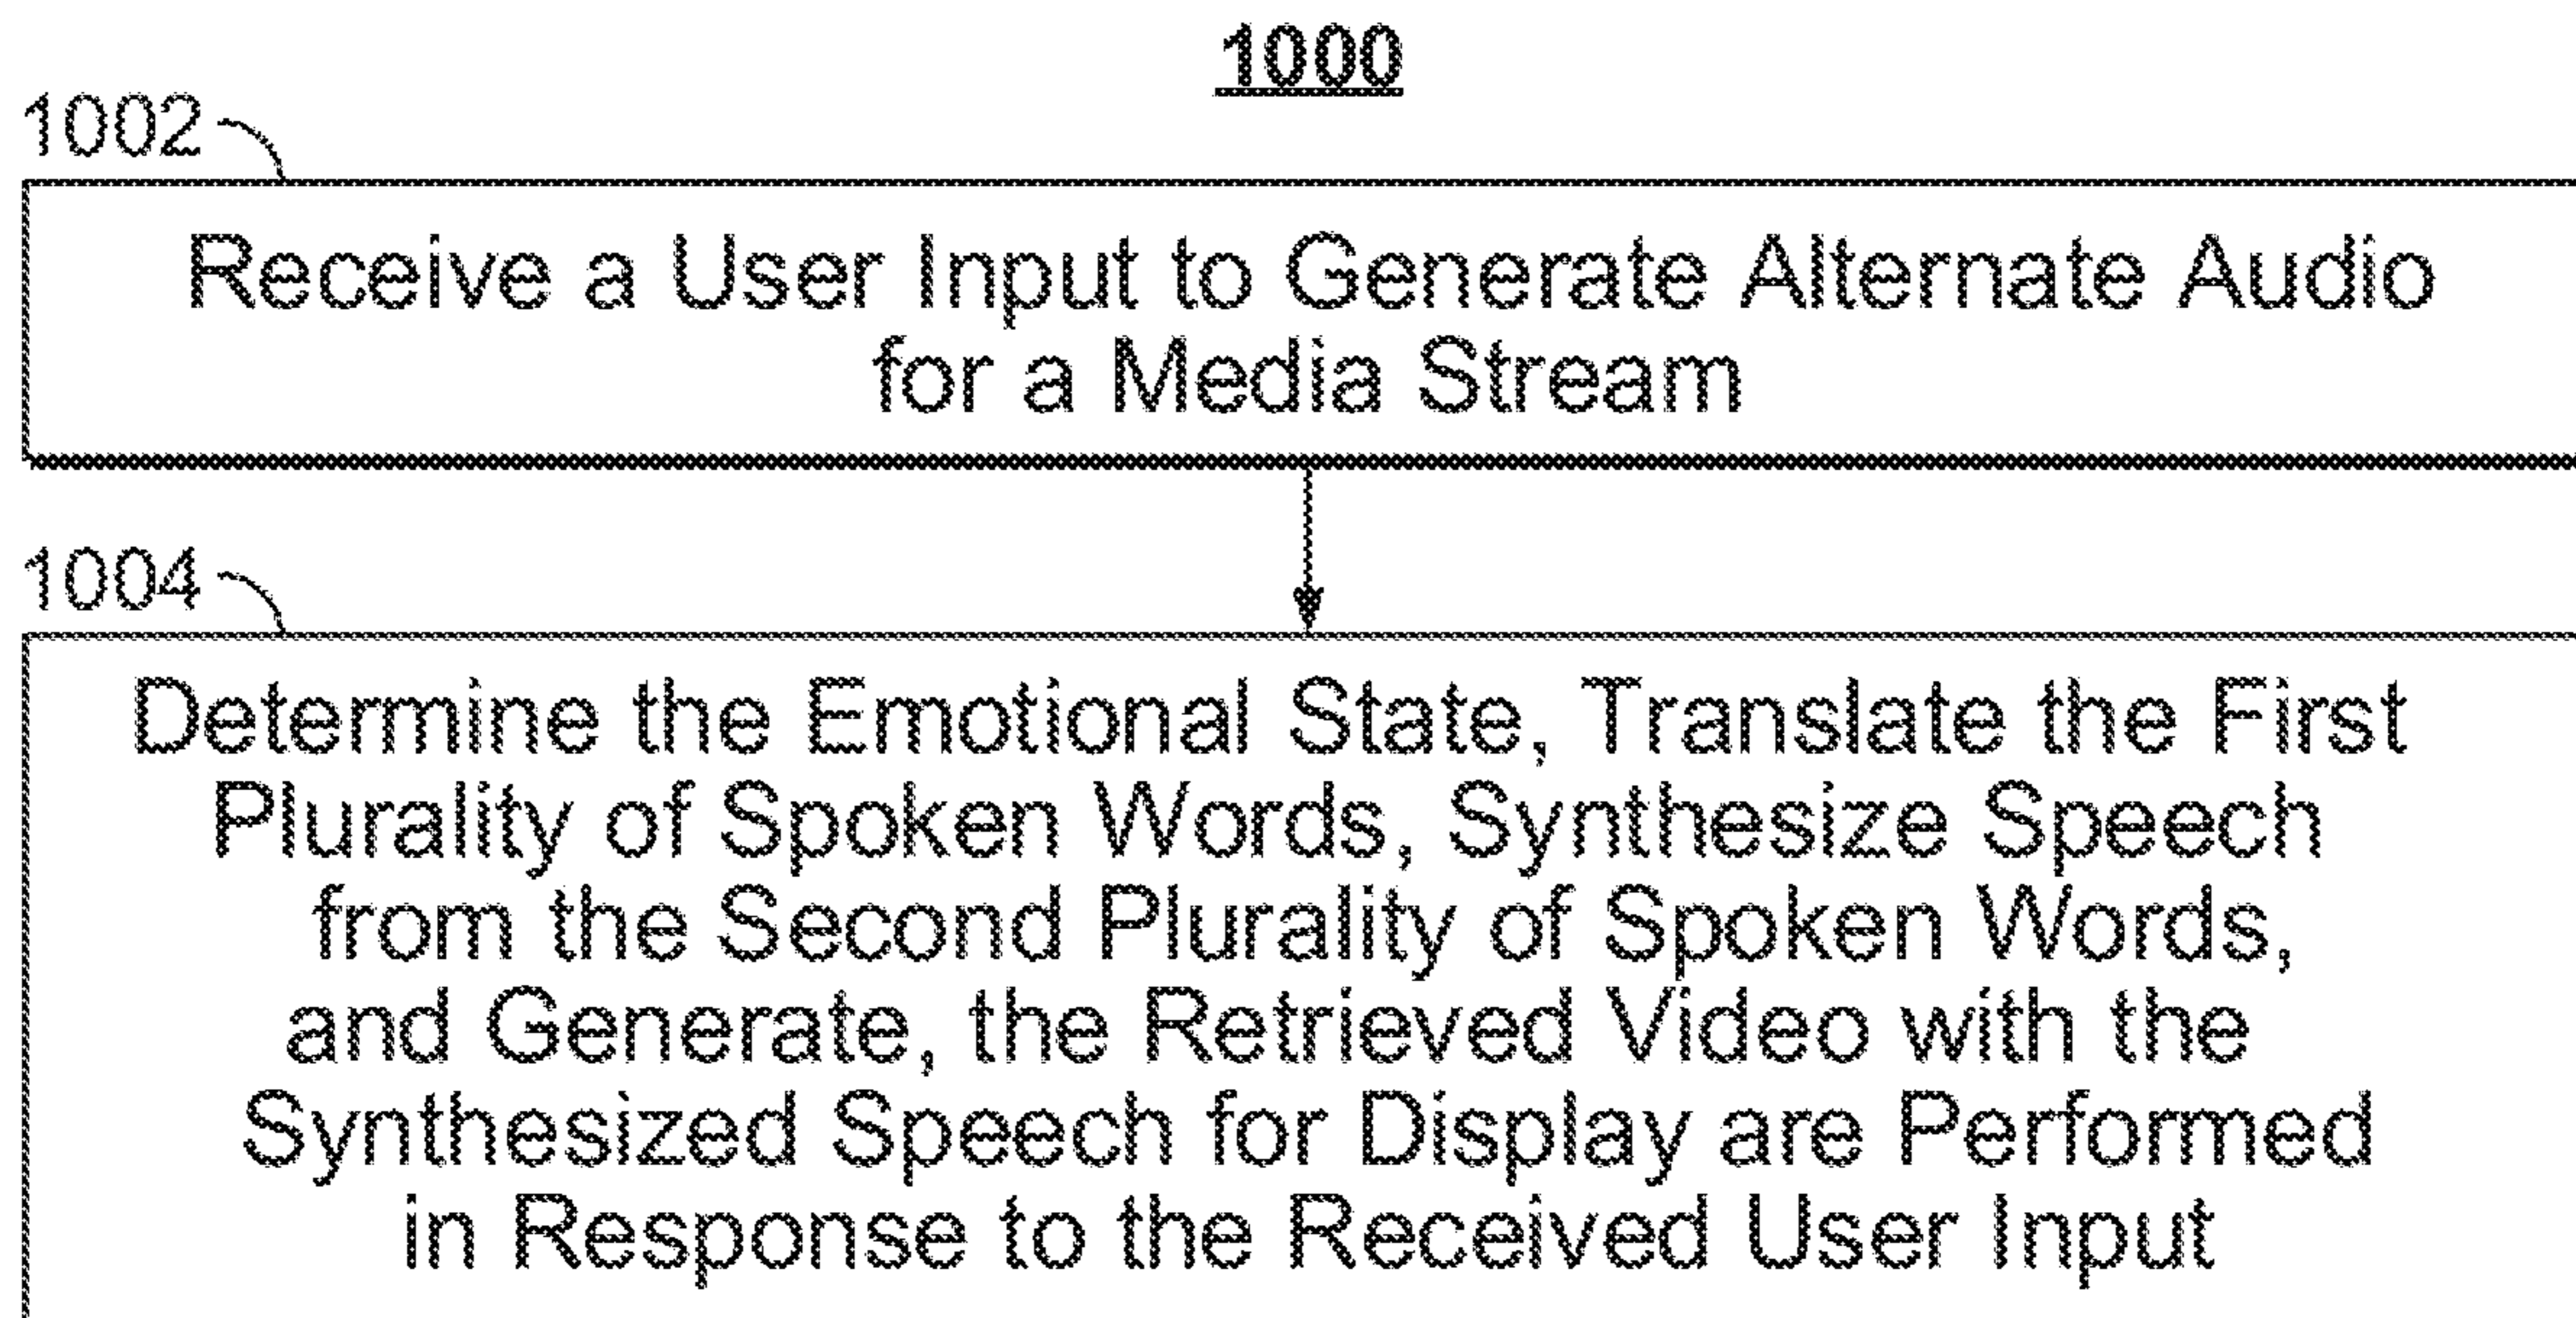 1000
1002
Receive a User Input to Generate Alternate Audio
for a Media Stream
1004
Determine the Emotional State, Translate the First
Plurality of Spoken Words, Synthesize Speech
from the Second Plurality of Spoken Words,
and Generate, the Retrieved Video with the
Synthesized Speech for Display are Performed
in Response to the Received User Input